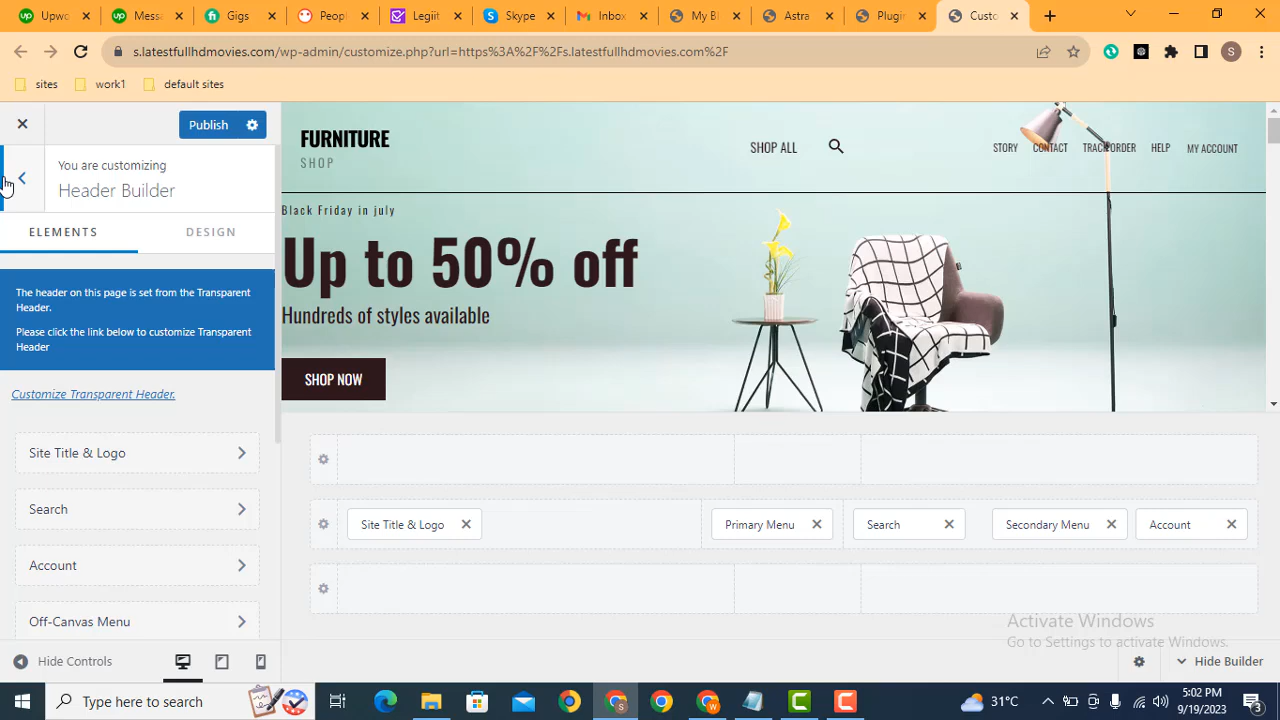 Upwo
Messa
Gigs
Peopl
Legiit
Skype
Inbox
My Bl
Astra
Plugin
Custo
s.latestfullhdmovies.com/wp-admin/customize.php?url=https%3A%2F%2Fs.latestfullhdmovies.com%2F
S
sites
work1
default sites
Publish
You are customizing
Header Builder
ELEMENTS
DESIGN
The header on this page is set from the Transparent
Header.
Please click the link below to customize Transparent
Header
Customize Transparent Header.
Site Title & Logo
Search
Account
Off-Canvas Menu
Hide Controls
FURNITURE
SHOP
SHOP ALL
STORY
CONTACT
TRACK ORDER
HELP
MY ACCOUNT
Black Friday in july
Up to 50% off
Hundreds of styles available
SHOP NOW
Site Title & Logo
Primary Menu
Search
Secondary Menu
Account
Activate Windows
Go to Settings to activate Windows.
Hide Builder
Type here to search
31°C
5:02 PM
9/19/2023
3